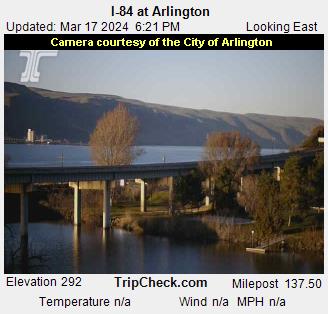 I-84 at Arlington
Updated: Mar 17 2024 6:21 PM Looking East
Camera courtesy of the City of Arlington
Elevation 292 TripCheck.com Milepost 137.50
Temperature n/a Wind n/a MPH n/a